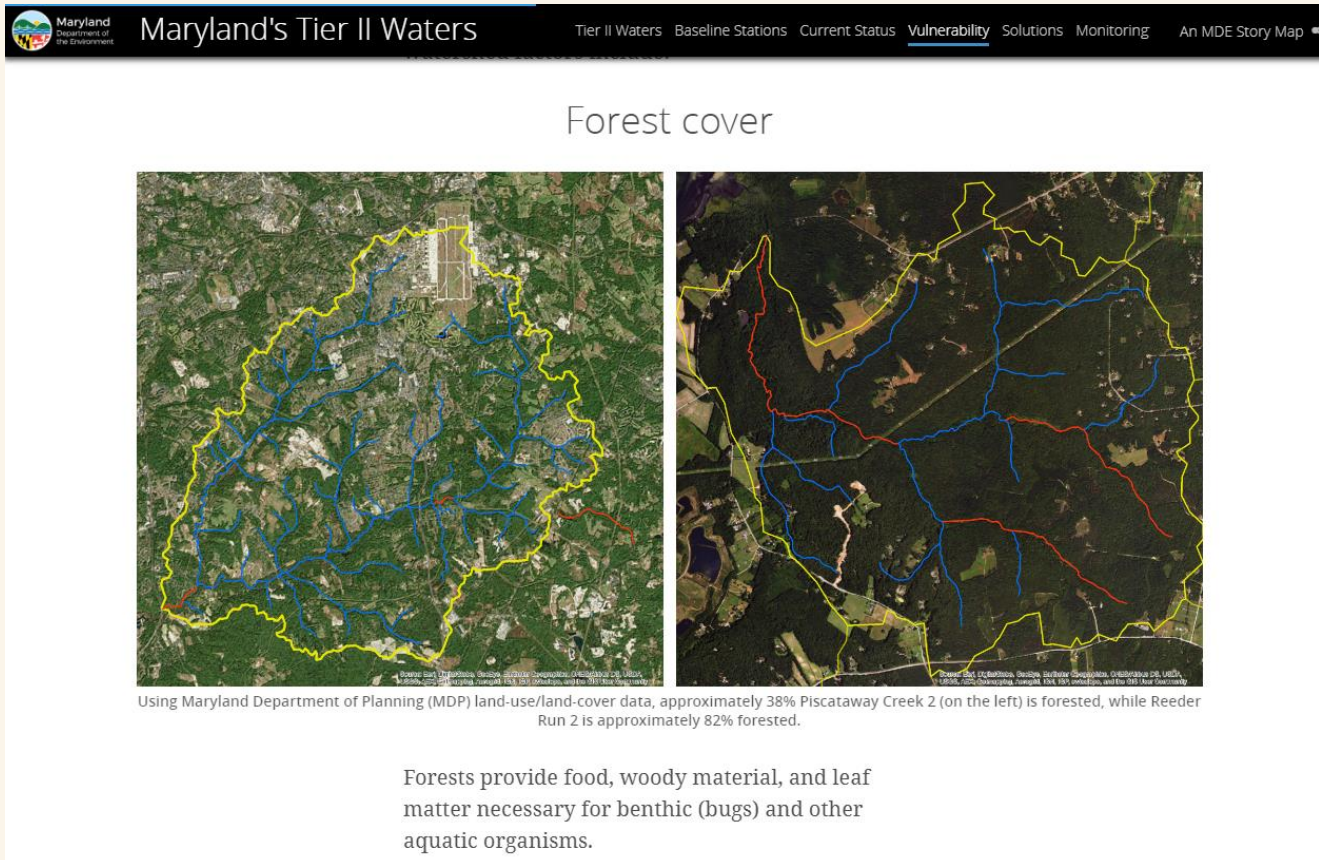 Maryland
Department of
the Environment
Maryland's Tier II Waters
Tier II Waters Baseline Stations Current Status Vulnerability Solutions Monitoring An MDE Story Map
Forest cover
Using Maryland Department of Planning (MDP) land-use/land-cover data, approximately 38% Piscataway Creek 2 (on the left) is forested, while Reeder
Run 2 is approximately 82% forested.
Forests provide food, woody material, and leaf
matter necessary for benthic (bugs) and other
aquatic organisms.